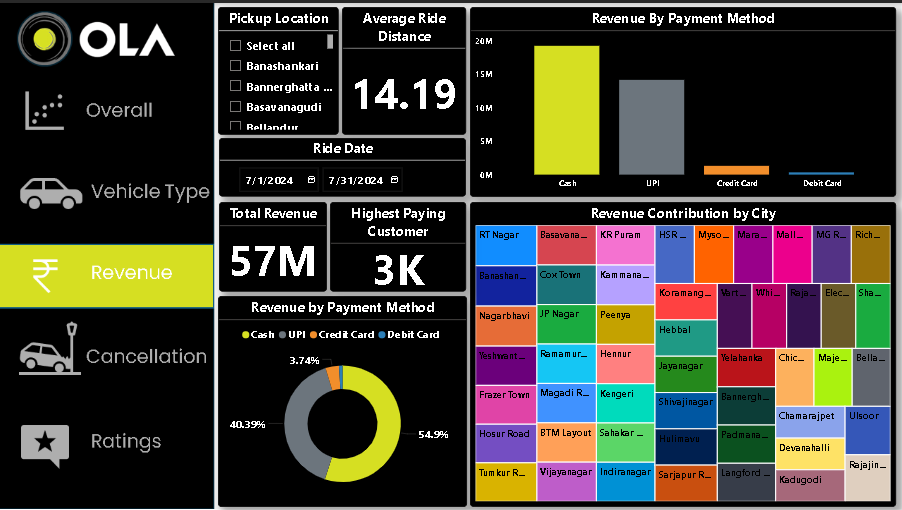 OLA
Overall
Vehicle Type
Revenue
Cancellation
Ratings
Pickup Location
Select all
Banashankari
Bannerghatta ...
Basavanagudi
Bellandur
Average Ride
Distance
14.19
Ride Date
7/1/2024
7/31/2024
Total Revenue
57M
Highest Paying
Customer
3K
Revenue by Payment Method
Cash UPI Credit Card Debit Card
3.74%
40.39%
54.9%
Revenue By Payment Method
20M
15M
10M
5M
0M
Cash UPI Credit Card Debit Card
Revenue Contribution by City
RT Nagar
Banashan...
Nagarbhavi
Yeshwant...
Frazer Town
Hosur Road
Tumkur R...
Basavana...
Cox Town
JP Nagar
Ramamur...
Magadi R...
BTM Layout
Vijayanagar
KR Puram
Kammana...
Peenya
Hennur
Kengeri
Sahakar ...
Indiranagar
HSR ...
Myso...
Mara...
Mall...
MG R...
Rich...
Koramang...
Hebbal
Jayanagar
Shivajinagar
Hulimavu
Sarjapur R...
Vart...
Whi...
Raja...
Elec...
Sha...
Yelahanka
Bannergh...
Padmana...
Langford ...
Chic...
Maje...
Bella...
Chamarajpet
Devanahalli
Kadugodi
Ulsoor
Rajajin...